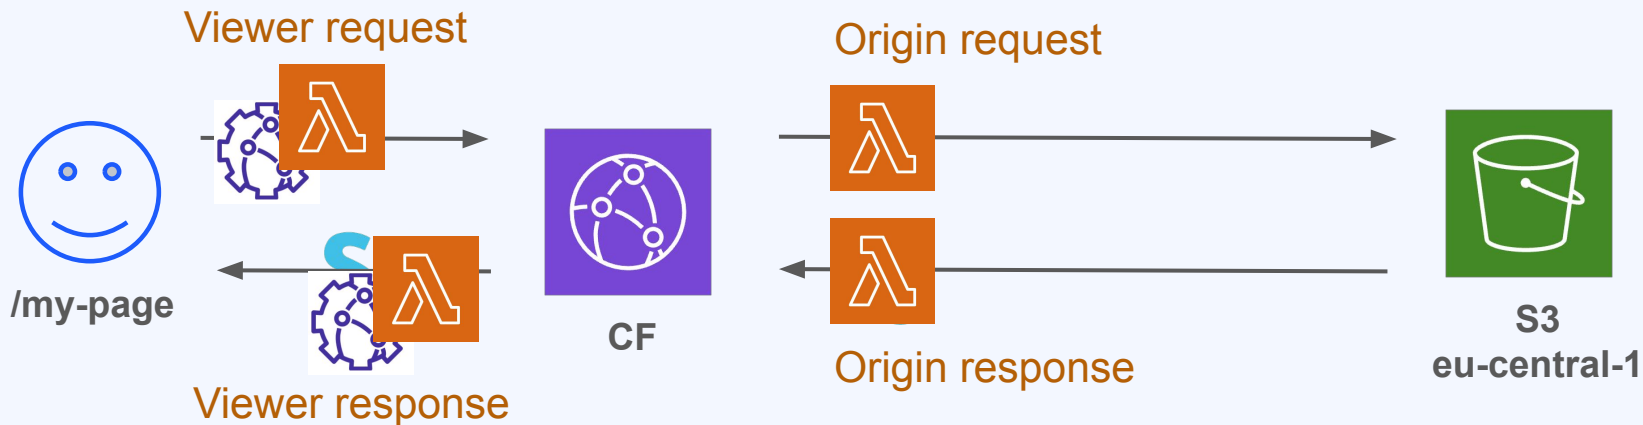 Viewer request
Origin request
/my-page
CF
S3
eu-central-1
Viewer response
Origin response